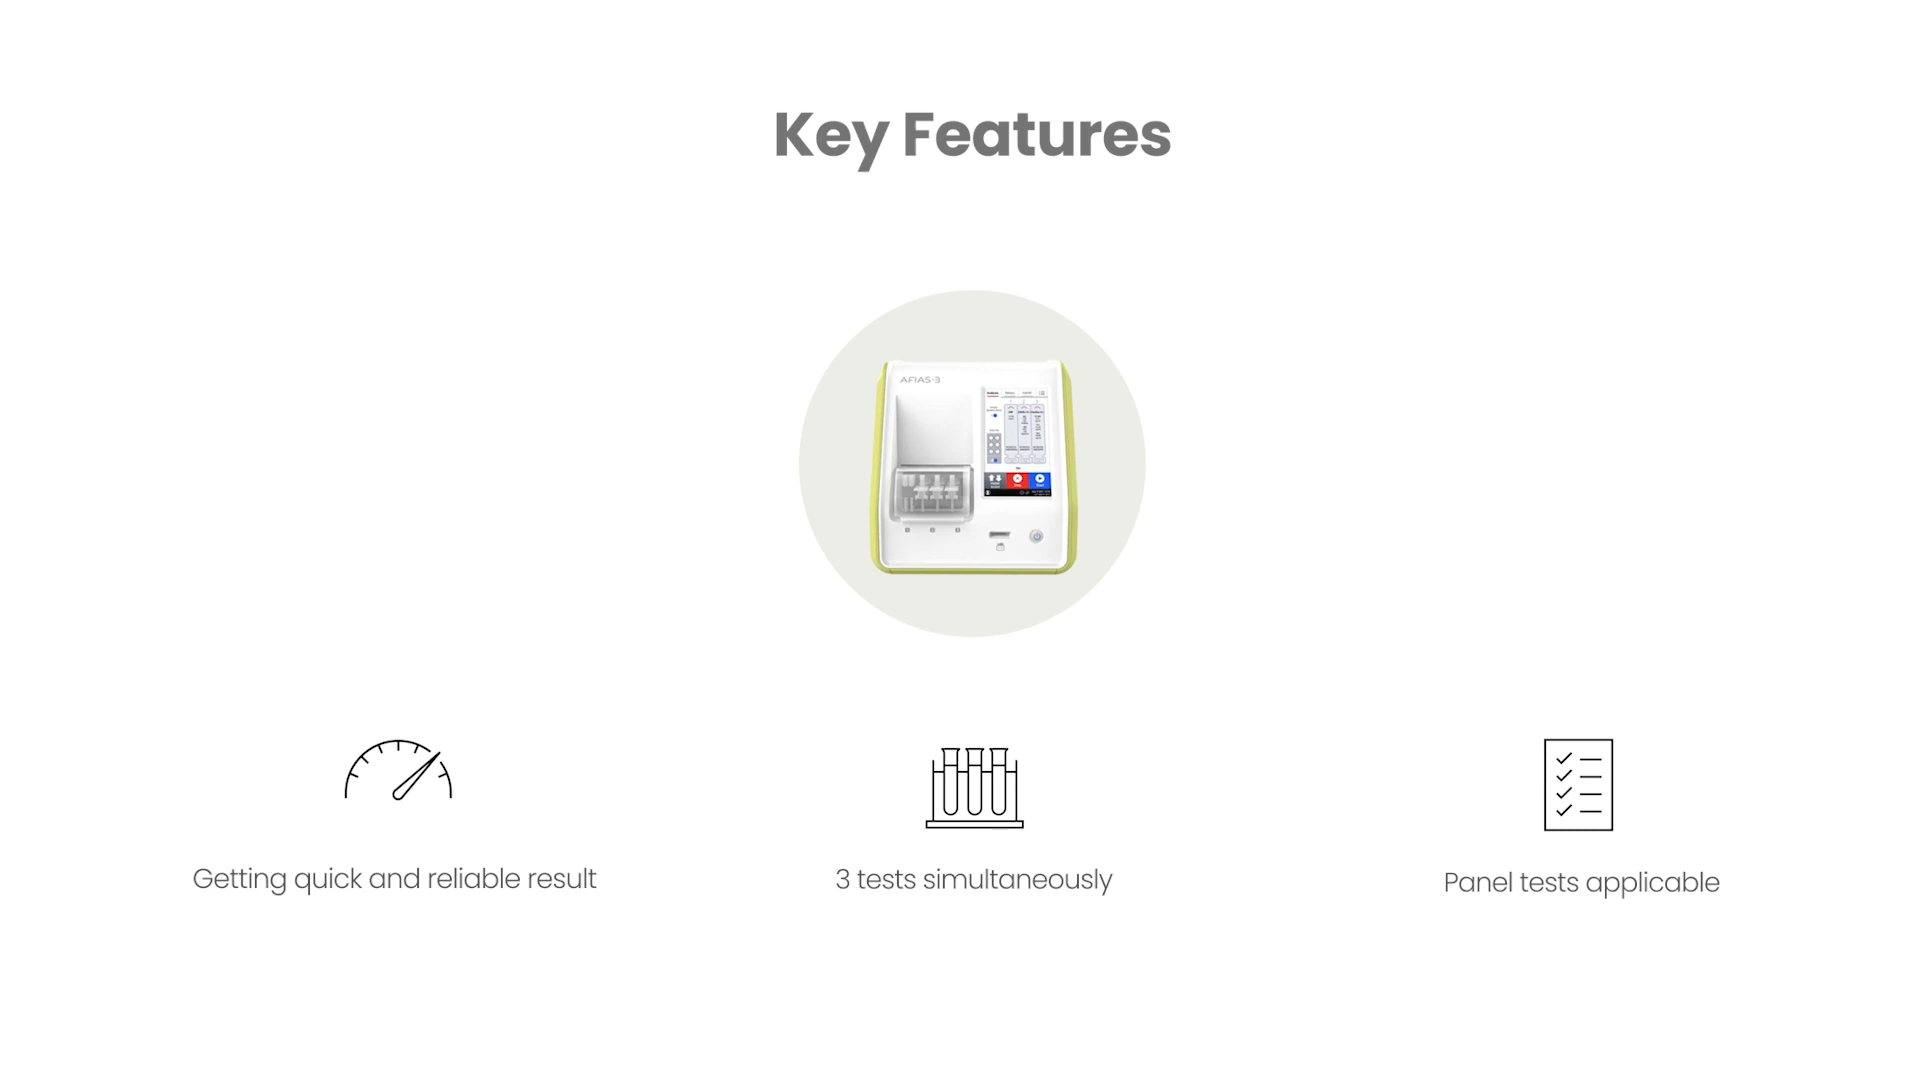 Key Features
AFIAS-3
Getting quick and reliable result
3 tests simultaneously
Panel tests applicable